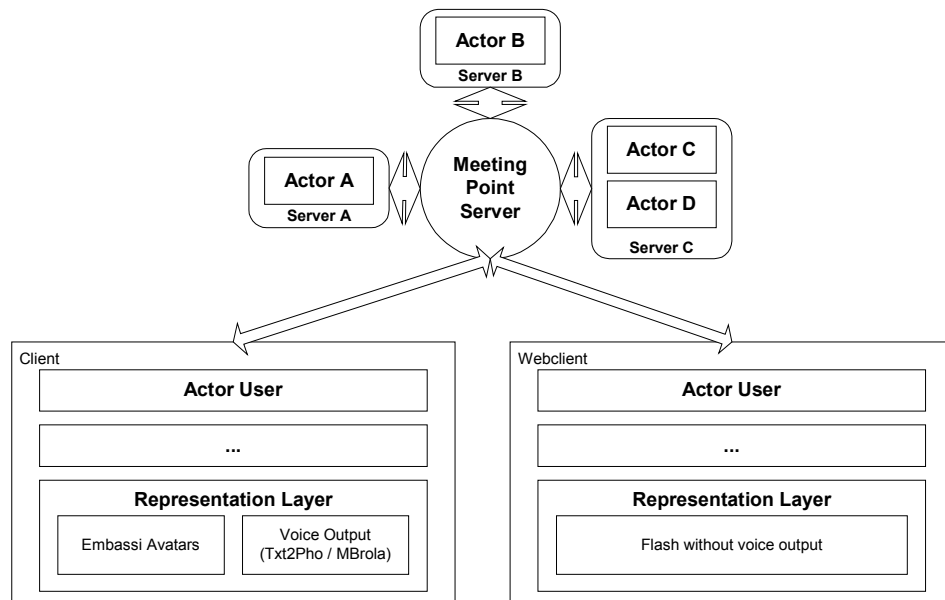 Actor B
Server B
Meeting
Point
Server
Actor A
Server A
Actor C
Actor D
Server C
Client
Actor User
...
Representation Layer
Embassi Avatars
Voice Output
(Txt2Pho / MBrola)
Webclient
Actor User
...
Representation Layer
Flash without voice output